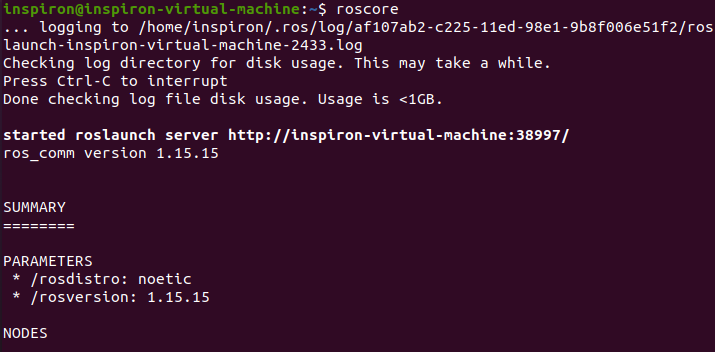 inspiron@inspiron-virtual-machine:~$ roscore
... logging to /home/inspiron/.ros/log/af107ab2-c225-11ed-98e1-9b8f006e51f2/ros
launch-inspiron-virtual-machine-2433.log
Checking log directory for disk usage. This may take a while.
Press Ctrl-C to interrupt
Done checking log file disk usage. Usage is <1GB.
started roslaunch server http://inspiron-virtual-machine:38997/
ros_comm version 1.15.15
SUMMARY
========
PARAMETERS
* /rosdistro: noetic
* /rosversion: 1.15.15
NODES